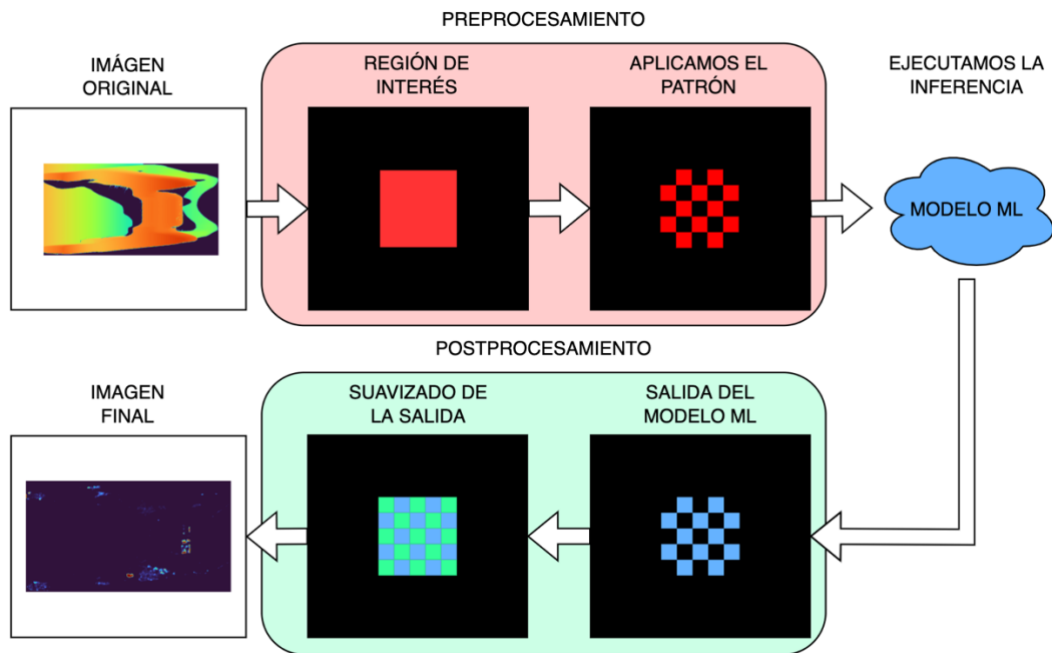 PREPROCESAMIENTO
IMÁGEN
ORIGINAL
REGIÓN DE
INTERÉS
APLICAMOS EL
PATRÓN
EJECUTAMOS LA
INFERENCIA
MODELO ML
POSTPROCESAMIENTO
IMAGEN
FINAL
SUAVIZADO DE
LA SALIDA
SALIDA DEL
MODELO ML